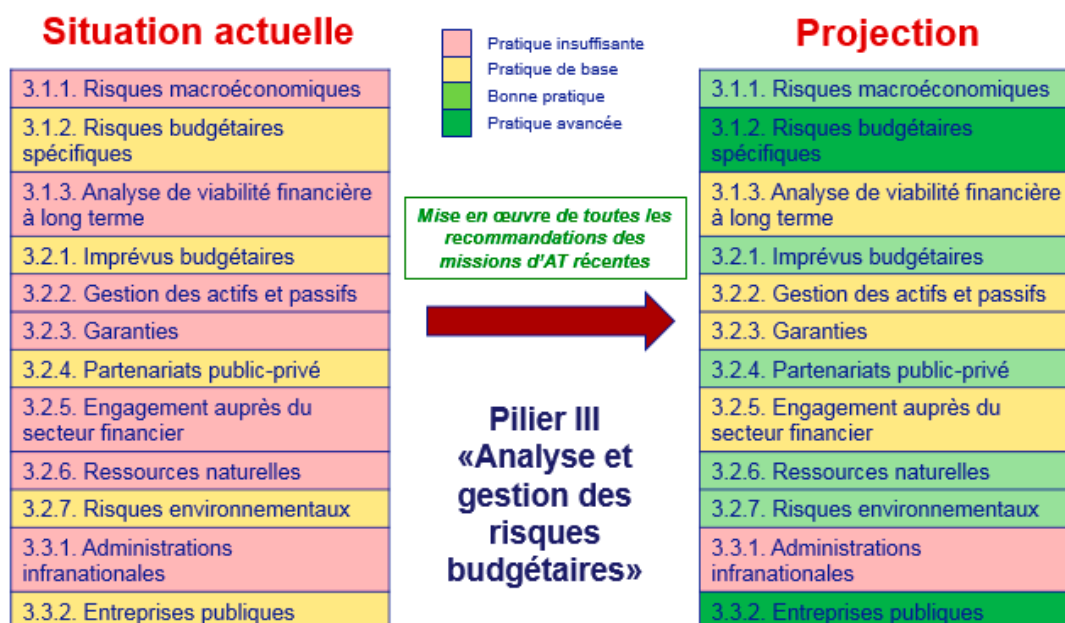 Situation actuelle
3.1.1. Risques macroéconomiques
3.1.2. Risques budgétaires
spécifiques
3.1.3. Analyse de viabilité financière
à long terme
3.2.1. Imprévus budgétaires
3.2.2. Gestion des actifs et passifs
3.2.3. Garanties
3.2.4. Partenariats public-privé
3.2.5. Engagement auprès du
secteur financier
3.2.6. Ressources naturelles
3.2.7. Risques environnementaux
3.3.1. Administrations
infranationales
3.3.2. Entreprises publiques
Pratique insuffisante
Pratique de base
Bonne pratique
Pratique avancée
Mise en œuvre de toutes les
recommandations des
missions d'AT récentes
Pilier III
«Analyse et
gestion des
risques
budgétaires»
Projection
3.1.1. Risques macroéconomiques
3.1.2. Risques budgétaires
spécifiques
3.1.3. Analyse de viabilité financière
à long terme
3.2.1. Imprévus budgétaires
3.2.2. Gestion des actifs et passifs
3.2.3. Garanties
3.2.4. Partenariats public-privé
3.2.5. Engagement auprès du
secteur financier
3.2.6. Ressources naturelles
3.2.7. Risques environnementaux
3.3.1. Administrations
infranationales
3.3.2. Entreprises publiques